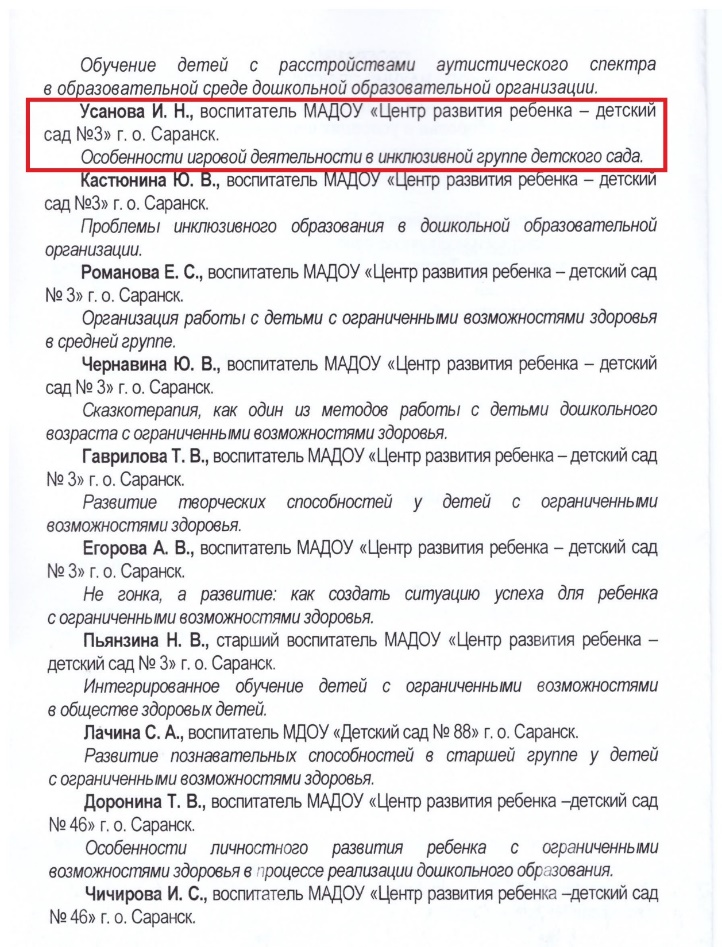 Обучение детей с расстройствами аутистического спектра
в образовательной среде дошкольной образовательной организации.
Усанова И. Н., воспитатель МАДОУ «Центр развития ребенка – детский
сад №3» г. о. Саранск.
Особенности игровой деятельности в инклюзивной группе детского сада.
Кастюнина Ю. В., воспитатель МАДОУ «Центр развития ребенка – детский
сад №3» г. о. Саранск.
Проблемы инклюзивного образования в дошкольной образовательной
организации.
Романова Е. С., воспитатель МАДОУ «Центр развития ребенка – детский сад
№ 3» г. о. Саранск.
Организация работы с детьми с ограниченными возможностями здоровья
в средней группе.
Чернавина Ю. В., воспитатель МАДОУ «Центр развития ребенка – детский
сад № 3» г. о. Саранск.
Сказкотерапия, как один из методов работы с детьми дошкольного
возраста с ограниченными возможностями здоровья.
Гаврилова Т. В., воспитатель МАДОУ «Центр развития ребенка – детский сад
№ 3» г. о. Саранск.
Развитие творческих способностей у детей с ограниченными
возможностями здоровья.
Егорова А. В., воспитатель МАДОУ «Центр развития ребенка – детский сад
№ 3» г. о. Саранск.
Не гонка, а развитие: как создать ситуацию успеха для ребенка
с ограниченными возможностями здоровья.
Пьянзина Н. В., старший воспитатель МАДОУ «Центр развития ребенка –
детский сад № 3» г. о. Саранск.
Интегрированное обучение детей с ограниченными возможностями
в обществе здоровых детей.
Лачина С. А., воспитатель МДОУ «Детский сад № 88» г. о. Саранск.
Развитие познавательных способностей в старшей группе у детей
с ограниченными возможностями здоровья.
Доронина Т. В., воспитатель МАДОУ «Центр развития ребенка –детский сад
№ 46» г. о. Саранск.
Особенности личностного развития ребенка с ограниченными
возможностями здоровья в процессе реализации дошкольного образования.
Чичирова И. С., воспитатель МАДОУ «Центр развития ребенка –детский сад
№ 46» г. о. Саранск.